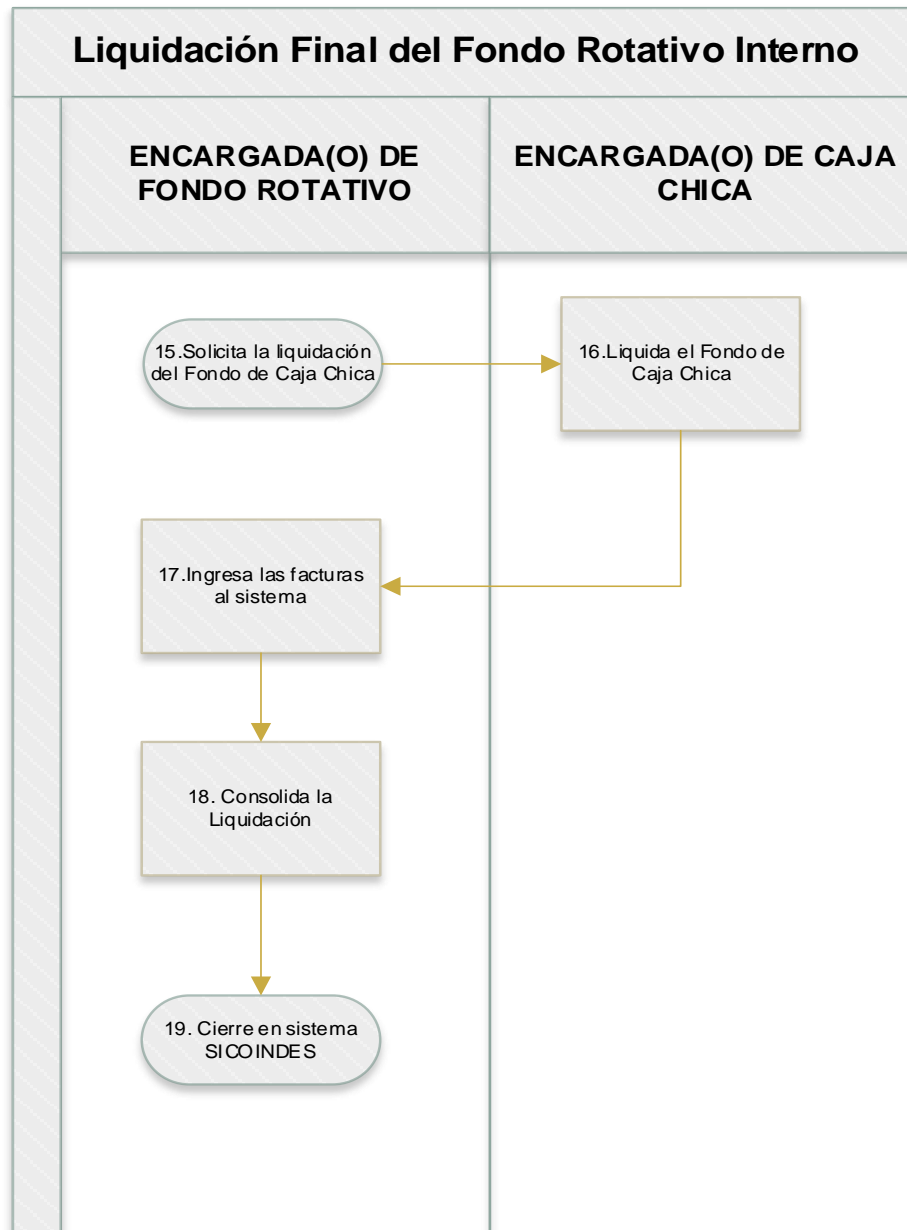 Liquidación Final del Fondo Rotativo Interno
ENCARGADA(O) DE
FONDO ROTATIVO
ENCARGADA(O) DE CAJA
CHICA
15.Solicita la liquidación
del Fondo de Caja Chica
16.Liquida el Fondo de
Caja Chica
17.Ingresa las facturas
al sistema
18. Consolida la
Liquidación
19. Cierre en sistema
SICOINDES